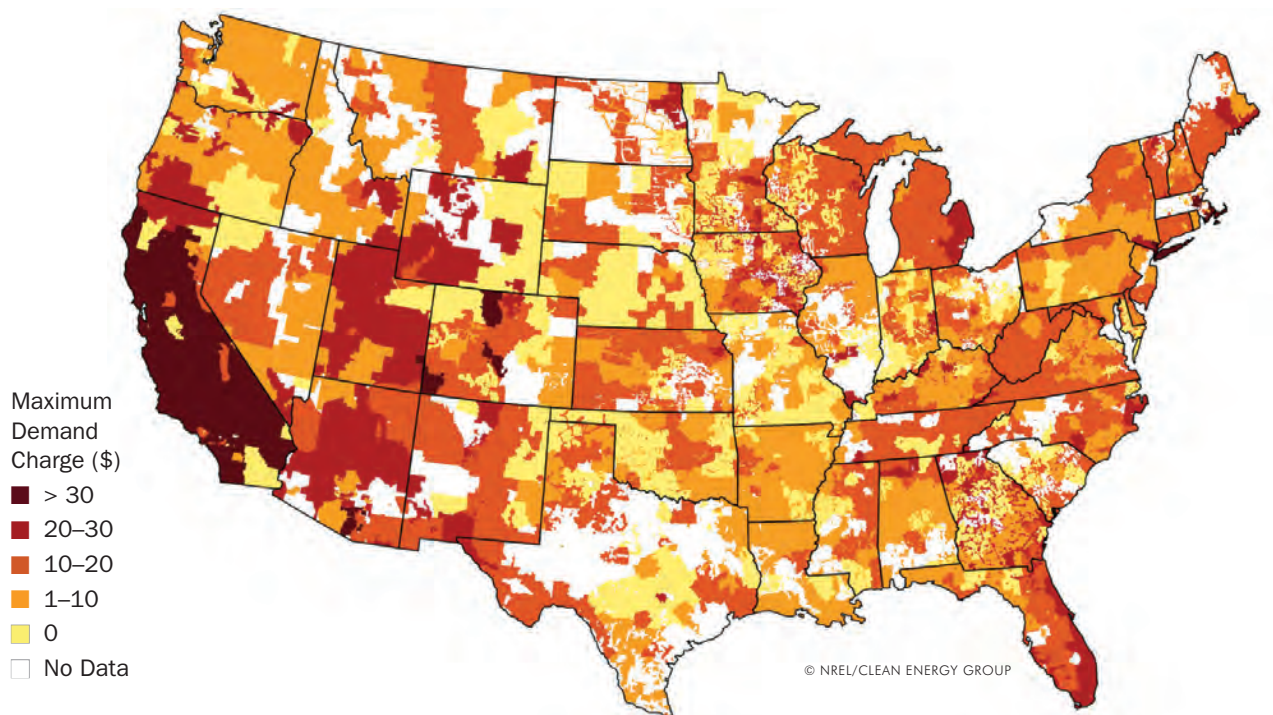 Maximum
Demand
Charge ($)
> 30
20–30
10–20
1–10
0
No Data
© NREL/CLEAN ENERGY GROUP